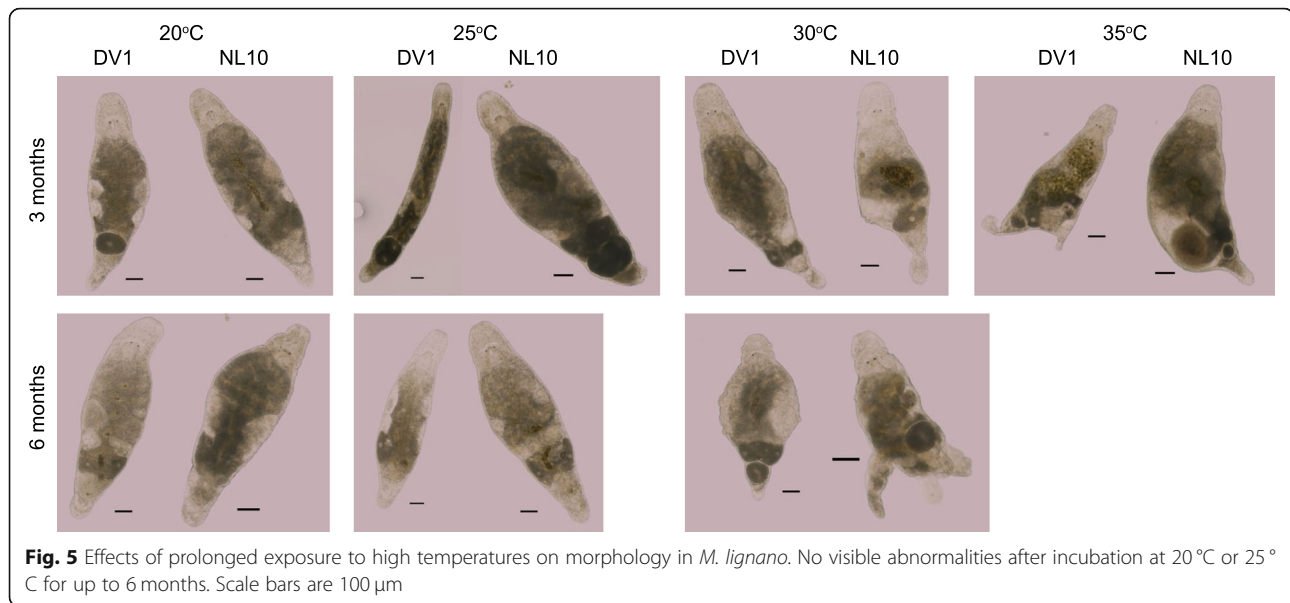 20°C 25°C 30°C 35°C
DV1 NL10 DV1 NL10 DV1 NL10 DV1 NL10
3 months
6 months
Fig. 5 Effects of prolonged exposure to high temperatures on morphology in M. lignano. No visible abnormalities after incubation at 20 °C or 25 °
C for up to 6 months. Scale bars are 100 μm